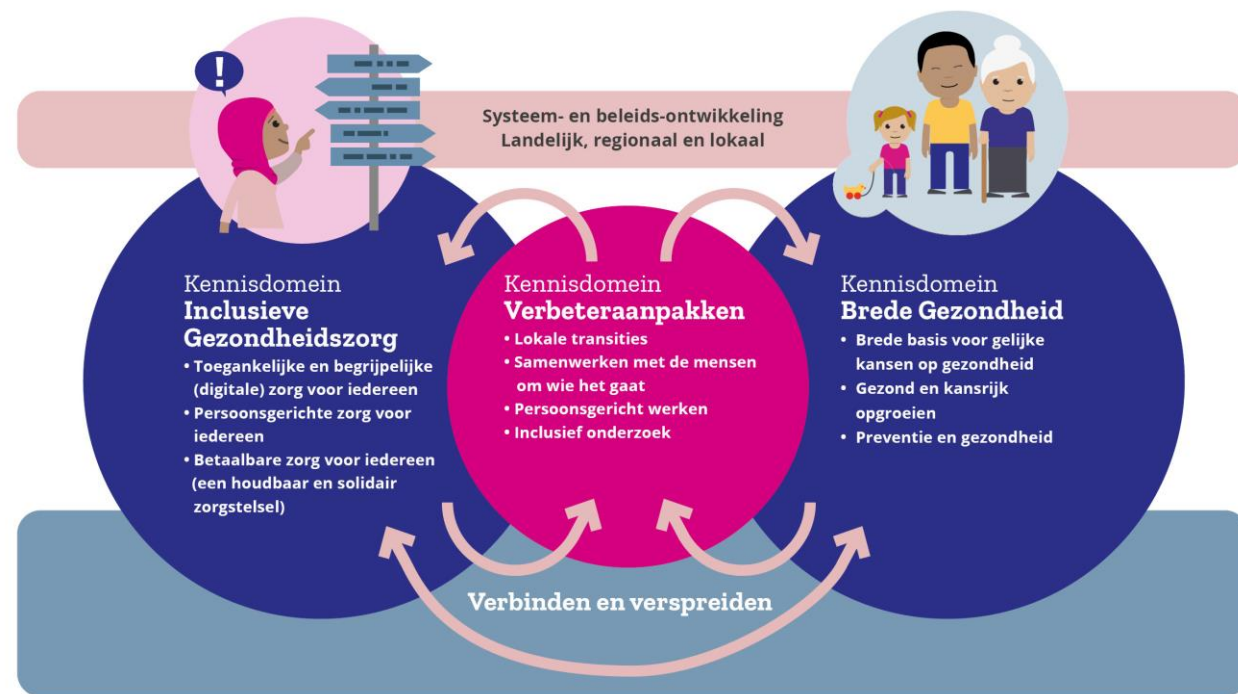 !
Systeem- en beleids-ontwikkeling
Landelijk, regionaal en lokaal
Kennisdomein
Inclusieve
Gezondheidszorg
• Toegankelijke en begrijpelijke
(digitale) zorg voor iedereen
• Persoonsgerichte zorg voor
iedereen
• Betaalbare zorg voor iedereen
(een houdbaar en solidair
zorgstelsel)
Kennisdomein
Verbeteraanpakken
• Lokale transities
• Samenwerken met de mensen
om wie het gaat
• Persoonsgericht werken
• Inclusief onderzoek
Kennisdomein
Brede Gezondheid
• Brede basis voor gelijke
kansen op gezondheid
• Gezond en kansrijk
opgroeien
• Preventie en gezondheid
Verbinden en verspreiden